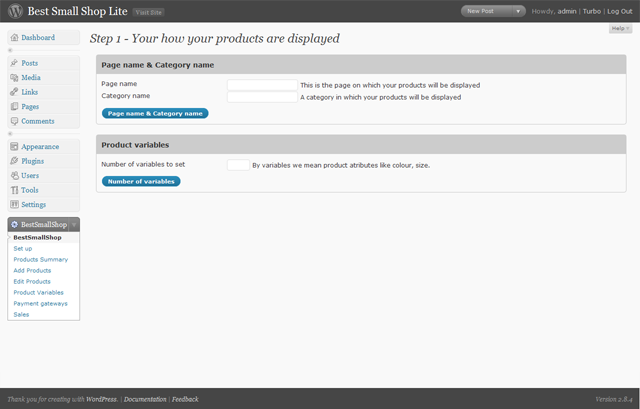 Best Small Shop Lite Visit Site New Post Howdy, admin | Turbo | Log Out
Help
Step 1 - Your how your products are displayed
Dashboard
Posts
Media
Links
Pages
Comments
Appearance
Plugins
Users
Tools
Settings
BestSmallShop
BestSmallShop
Set up
Products Summary
Add Products
Edit Products
Product Variables
Payment gateways
Sales
Page name & Category name
Page name This is the page on which your products will be displayed
Category name A category in which your products will be displayed
Page name & Category name
Product variables
Number of variables to set By variables we mean product atributes like colour, size.
Number of variables
Thank you for creating with WordPress. | Documentation | Feedback Version 2.8.4